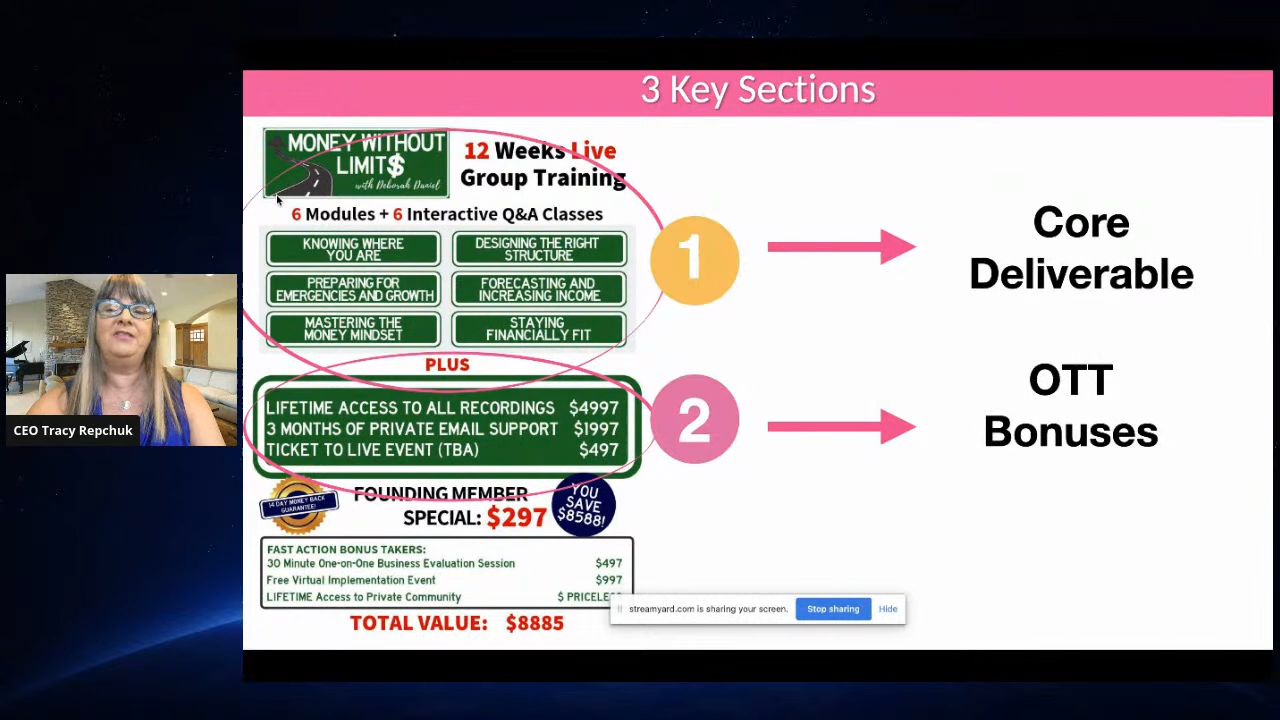 3 Key Sections
MONEY WITHOUT
LIMIT$
with Deborah Daniel
12 Weeks Live
Group Training
6 Modules + 6 Interactive Q&A Classes
KNOWING WHERE
YOU ARE
DESIGNING THE RIGHT
STRUCTURE
PREPARING FOR
EMERGENCIES AND GROWTH
FORECASTING AND
INCREASING INCOME
MASTERING THE
MONEY MINDSET
STAYING
FINANCIALLY FIT
1
Core
Deliverable
PLUS
LIFETIME ACCESS TO ALL RECORDINGS $4997
3 MONTHS OF PRIVATE EMAIL SUPPORT $1997
TICKET TO LIVE EVENT (TBA) $497
2
OTT
Bonuses
CEO Tracy Repchuk
14 DAY MONEY BACK
GUARANTEE!
FOUNDING MEMBER
SPECIAL: $297
YOU
SAVE
$8588!
FAST ACTION BONUS TAKERS:
30 Minute One-on-One Business Evaluation Session $497
Free Virtual Implementation Event $997
LIFETIME Access to Private Community $ PRICELE
streamyard.com is sharing your screen. Stop sharing Hide
TOTAL VALUE: $8885